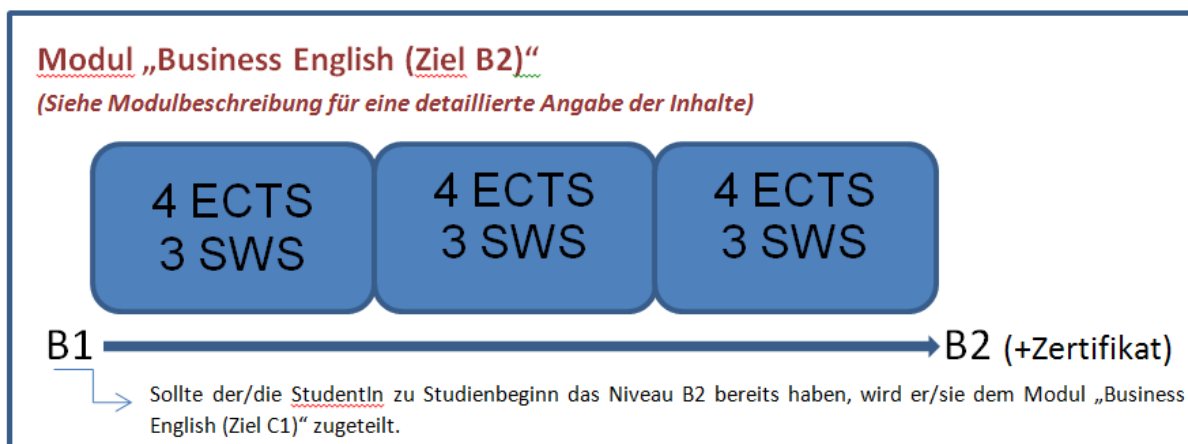 Modul „Business English (Ziel B2)“
(Siehe Modulbeschreibung für eine detaillierte Angabe der Inhalte)
4 ECTS
3 SWS
4 ECTS
3 SWS
4 ECTS
3 SWS
B1
B2 (+Zertifikat)
Sollte der/die StudentIn zu Studienbeginn das Niveau B2 bereits haben, wird er/sie dem Modul „Business
English (Ziel C1)“ zugeteilt.